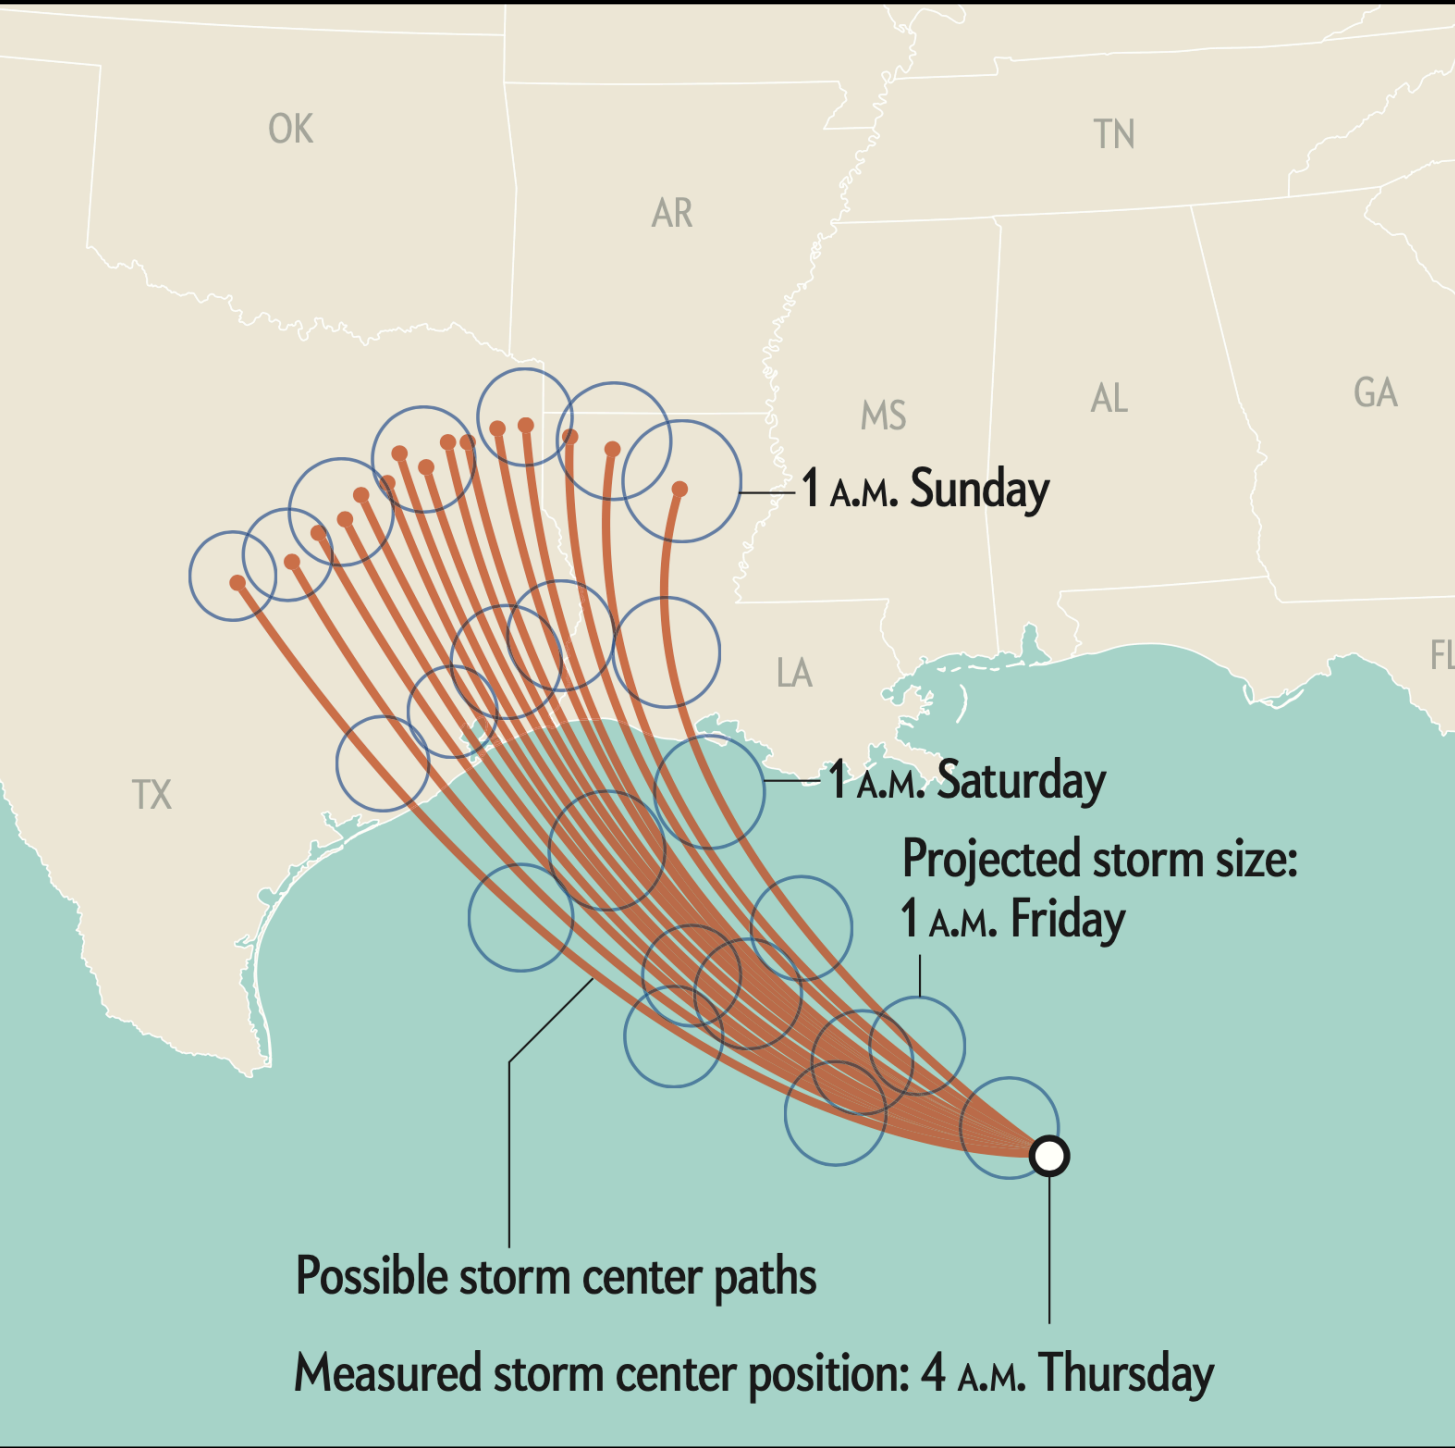 OK
TN
AR
MS
AL
GA
1 A.M. Sunday
FL
LA
TX
1 A.M. Saturday
Projected storm size:
1 A.M. Friday
Possible storm center paths
Measured storm center position: 4 A.M. Thursday